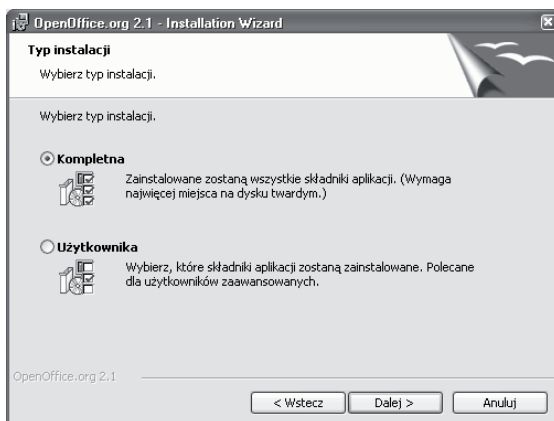 OpenOffice.org 2.1 - Installation Wizard
Typ instalacji
Wybierz typ instalacji.
Wybierz typ instalacji.
Kompletna
Zainstalowane zostaną wszystkie składniki aplikacji. (Wymaga
najwięcej miejsca na dysku twardym.)
Użytkownika
Wybierz, które składniki aplikacji zostaną zainstalowane. Polecane
dla użytkowników zaawansowanych.
OpenOffice.org 2.1
< Wstecz Dalej > Anuluj